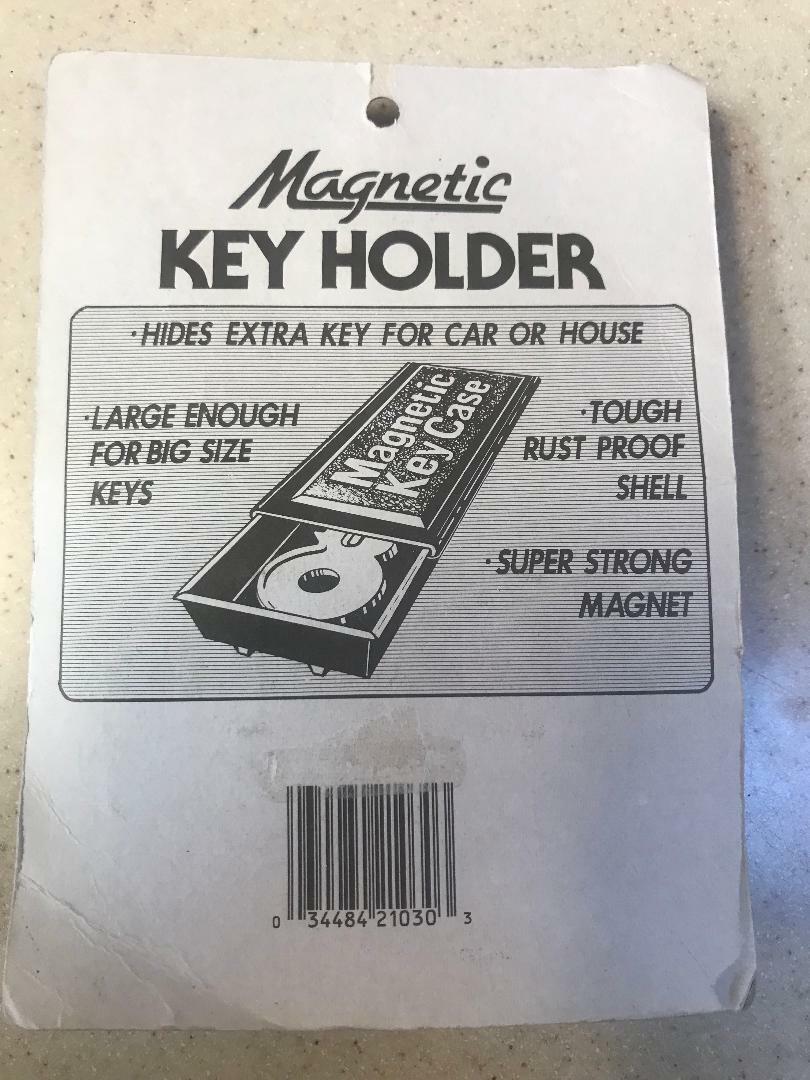 Magnetic
KEY HOLDER
·HIDES EXTRA KEY FOR CAR OR HOUSE
·LARGE ENOUGH
FOR BIG SIZE
KEYS
Magnetic
Key Case
·TOUGH
RUST PROOF
SHELL
·SUPER STRONG
MAGNET
0 34484 21030 3